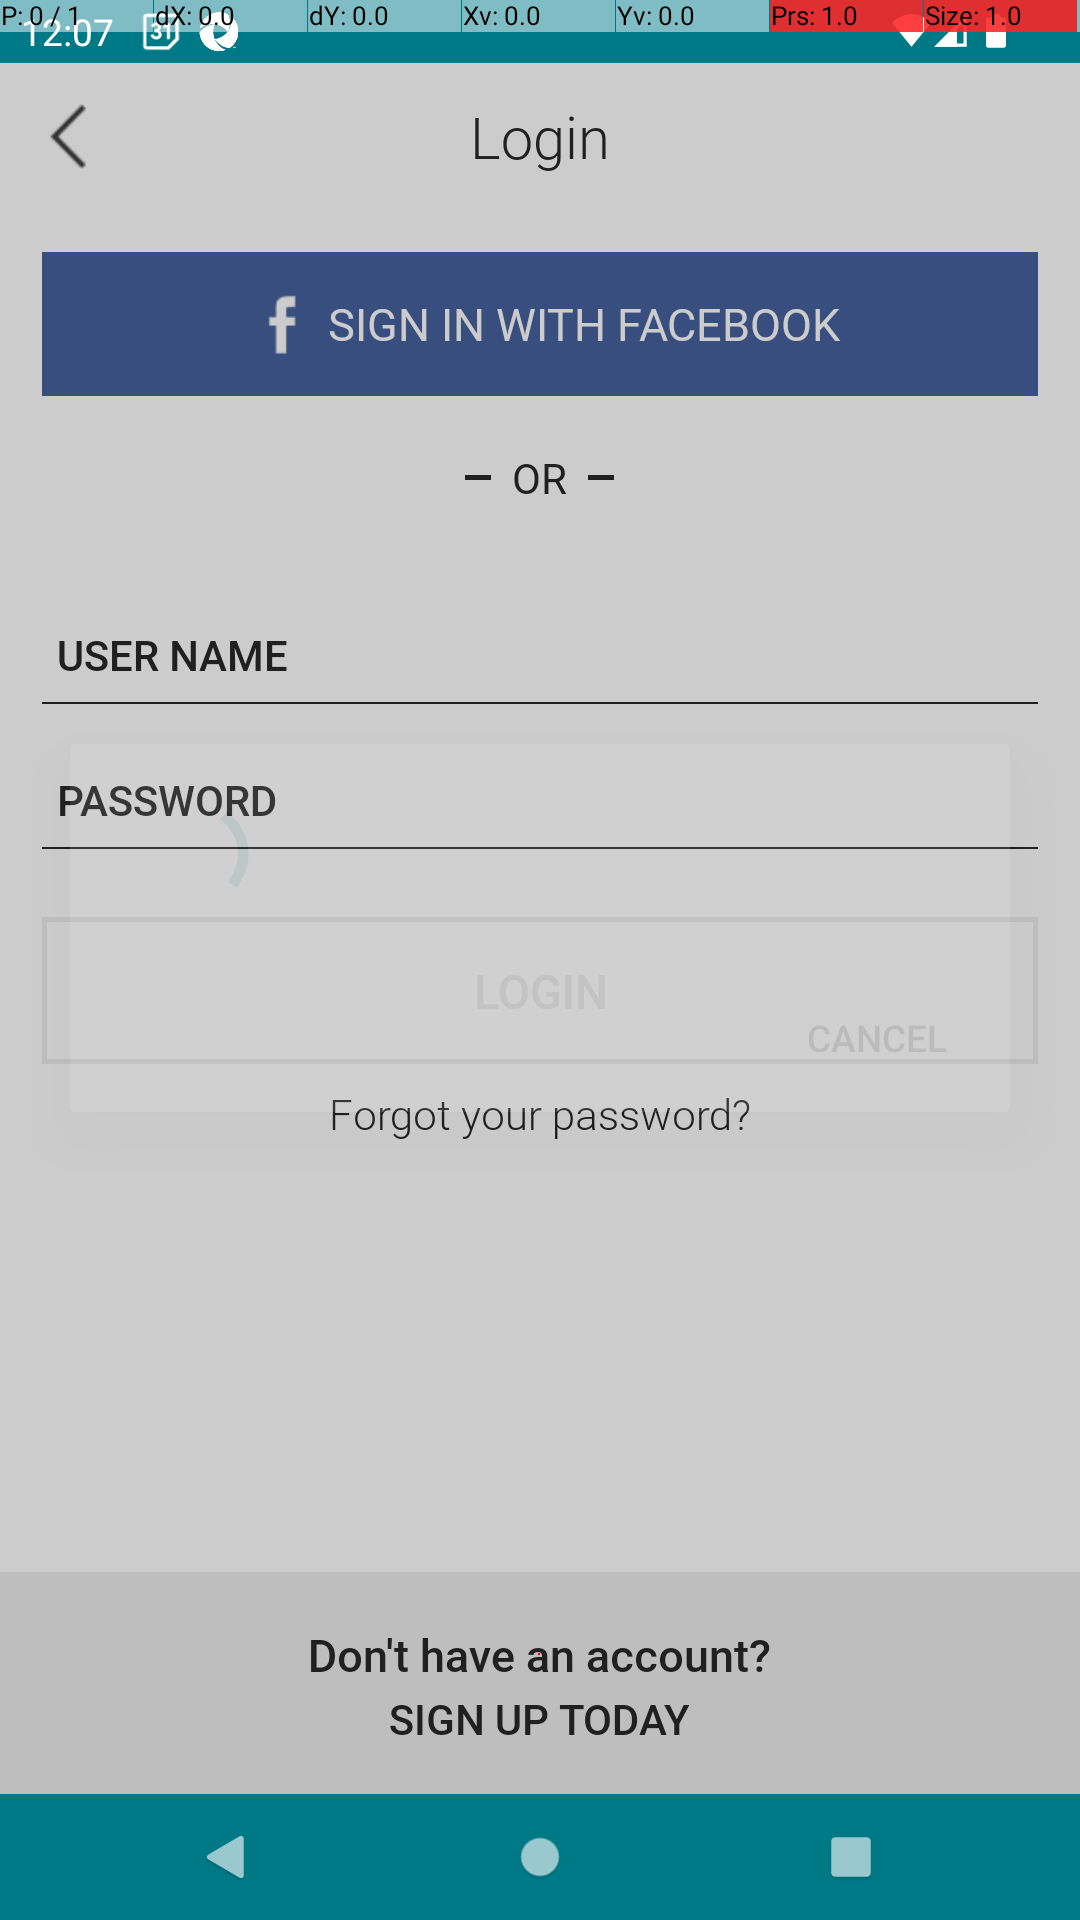 P: 0 / 1 dX: 0.0 dY: 0.0 Xv: 0.0 Yv: 0.0 Prs: 1.0 Size: 1.0
12:07 31
Login
f SIGN IN WITH FACEBOOK
– OR –
USER NAME
PASSWORD
LOGIN
CANCEL
Forgot your password?
Don't have an account?
SIGN UP TODAY